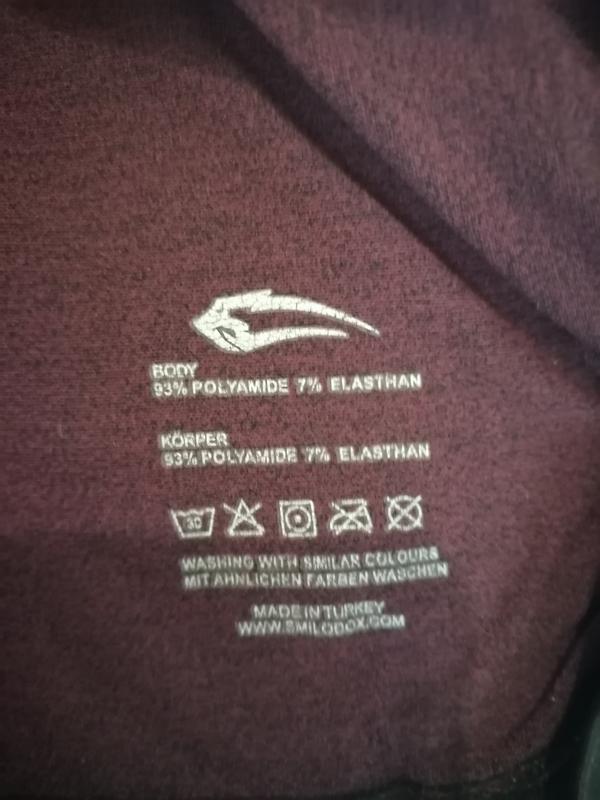 BODY
93% POLYAMIDE 7% ELASTHAN
KÖRPER
93% POLYAMIDE 7% ELASTHAN
30
WASHING WITH SIMILAR COLOURS
MIT ÄHNLICHEN FARBEN WASCHEN
MADE IN TURKEY
WWW.SMILODOX.COM